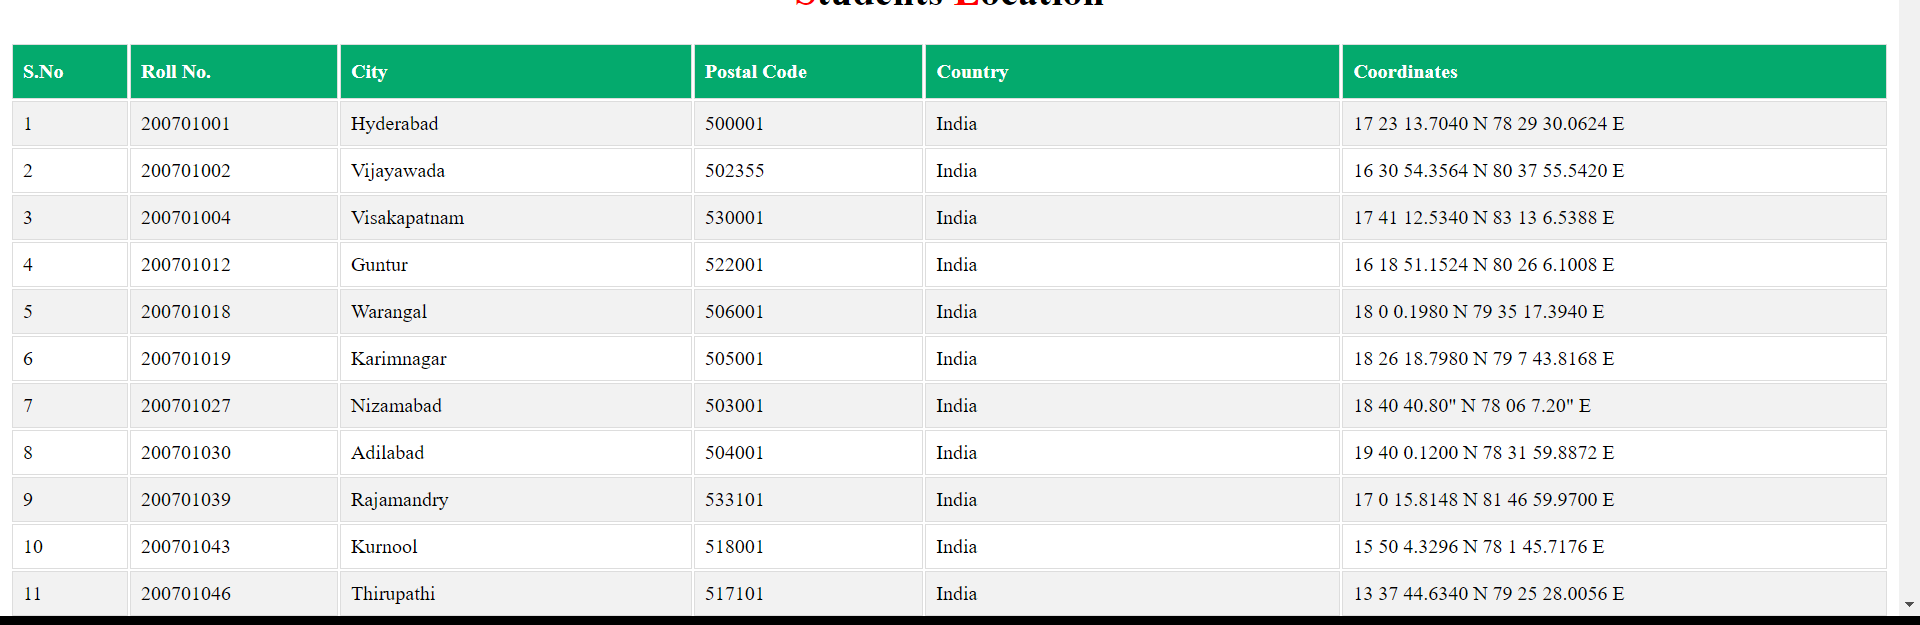 Students Location
S.No Roll No. City Postal Code Country Coordinates
1 200701001 Hyderabad 500001 India 17 23 13.7040 N 78 29 30.0624 E
2 200701002 Vijayawada 502355 India 16 30 54.3564 N 80 37 55.5420 E
3 200701004 Visakapatnam 530001 India 17 41 12.5340 N 83 13 6.5388 E
4 200701012 Guntur 522001 India 16 18 51.1524 N 80 26 6.1008 E
5 200701018 Warangal 506001 India 18 0 0.1980 N 79 35 17.3940 E
6 200701019 Karimnagar 505001 India 18 26 18.7980 N 79 7 43.8168 E
7 200701027 Nizamabad 503001 India 18 40 40.80" N 78 06 7.20" E
8 200701030 Adilabad 504001 India 19 40 0.1200 N 78 31 59.8872 E
9 200701039 Rajamandry 533101 India 17 0 15.8148 N 81 46 59.9700 E
10 200701043 Kurnool 518001 India 15 50 4.3296 N 78 1 45.7176 E
11 200701046 Thirupathi 517101 India 13 37 44.6340 N 79 25 28.0056 E